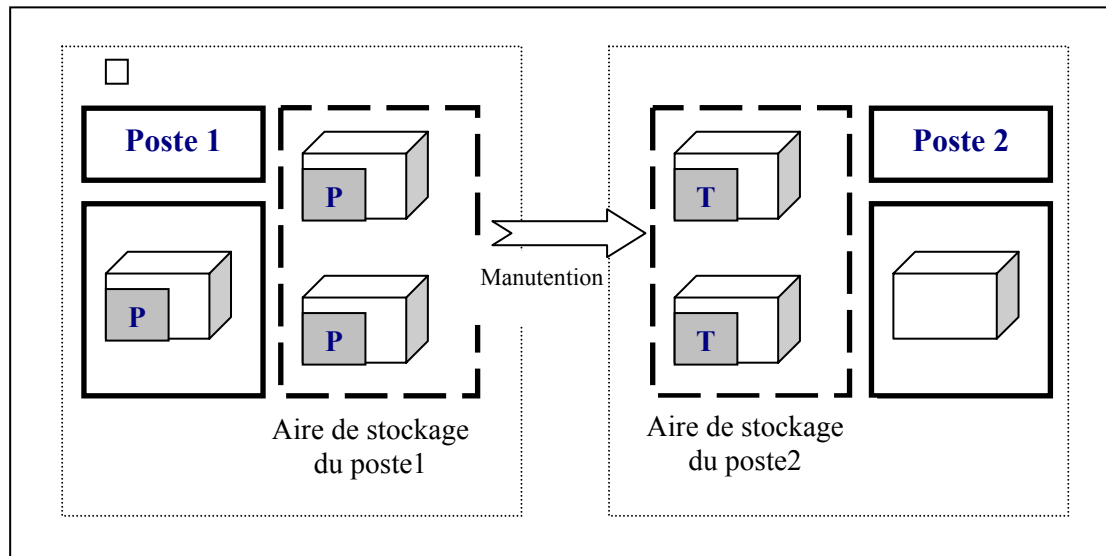 Poste 1
P
P
P
Aire de stockage
du poste1
Manutention
T
T
Aire de stockage
du poste2
Poste 2